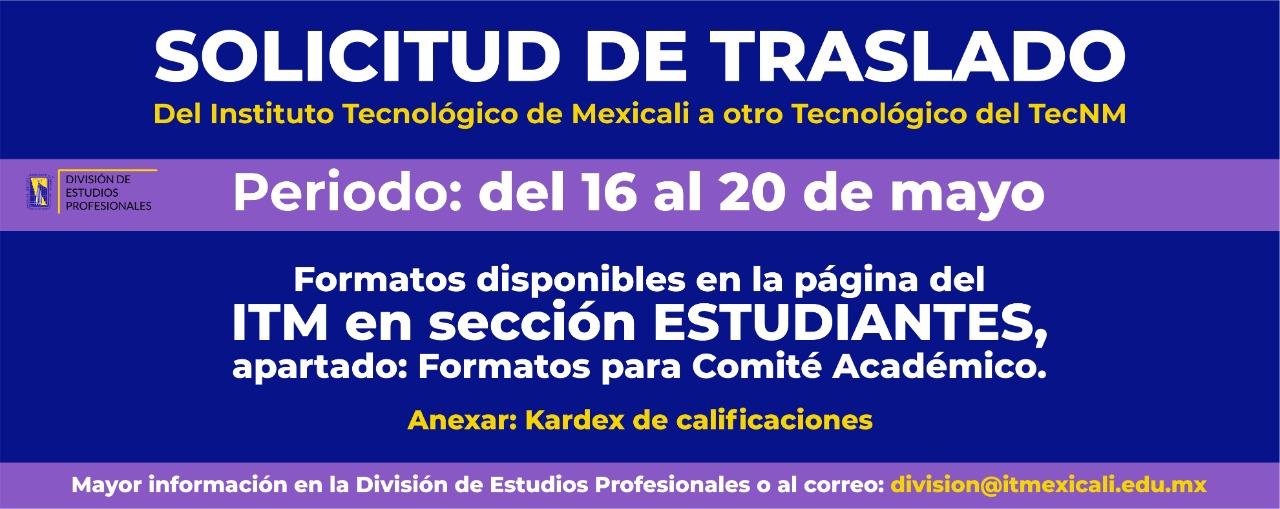 SOLICITUD DE TRASLADO
Del Instituto Tecnológico de Mexicali a otro Tecnológico del TecNM
DIVISIÓN DE
ESTUDIOS
PROFESIONALES
Periodo: del 16 al 20 de mayo
Formatos disponibles en la página del
ITM en sección ESTUDIANTES,
apartado: Formatos para Comité Académico.
Anexar: Kardex de calificaciones
Mayor información en la División de Estudios Profesionales o al correo: division@itmexicali.edu.mx